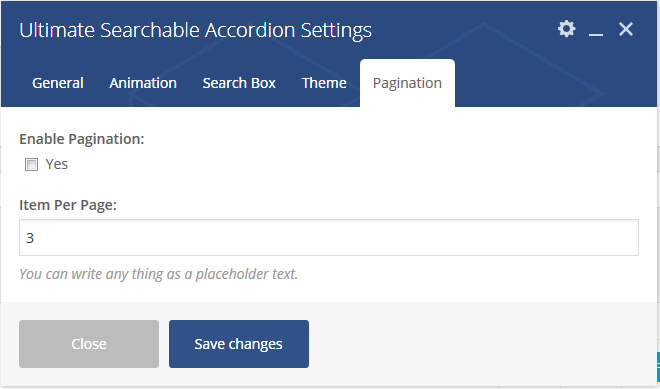 Ultimate Searchable Accordion Settings
General Animation Search Box Theme Pagination
Enable Pagination:
Yes
Item Per Page:
3
You can write any thing as a placeholder text.
Close Save changes